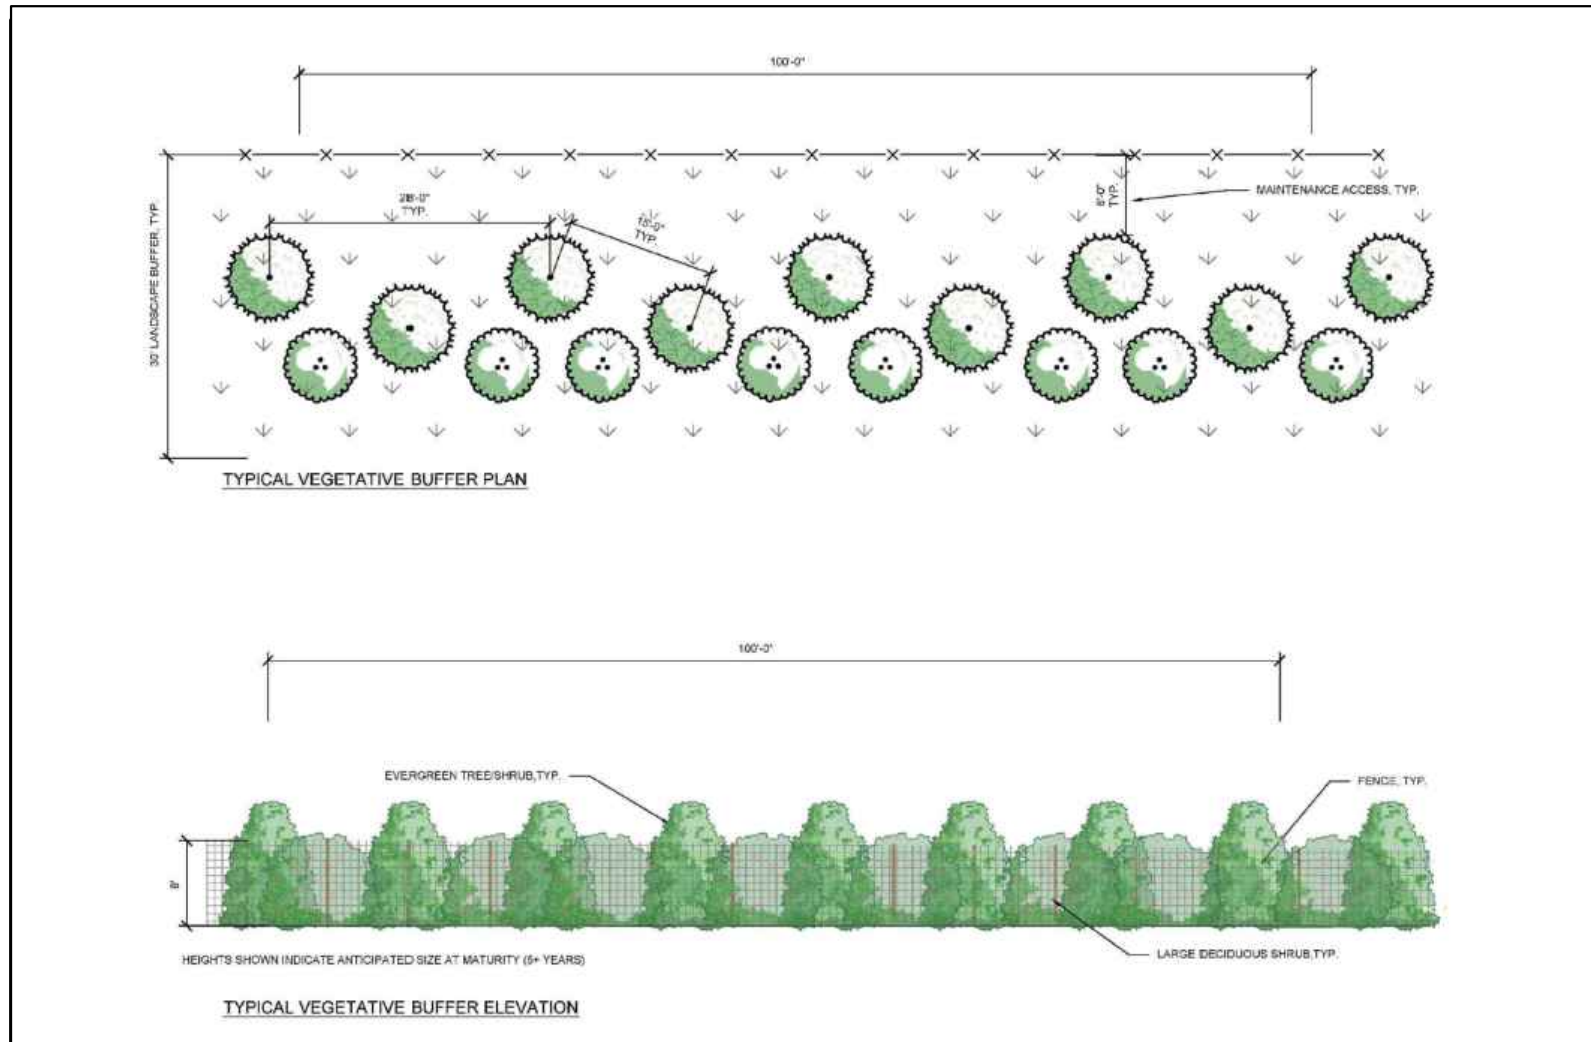 100'-0"
28'-0"
TYP.
15'-0"
TYP.
TYP.
MAINTENANCE ACCESS, TYP.
30' LANDSCAPE BUFFER, TYP.
TYPICAL VEGETATIVE BUFFER PLAN
100'-0"
EVERGREEN TREE/SHRUB,TYP.
FENCE, TYP.
8'
LARGE DECIDUOUS SHRUB,TYP.
HEIGHTS SHOWN INDICATE ANTICIPATED SIZE AT MATURITY (5+ YEARS)
TYPICAL VEGETATIVE BUFFER ELEVATION